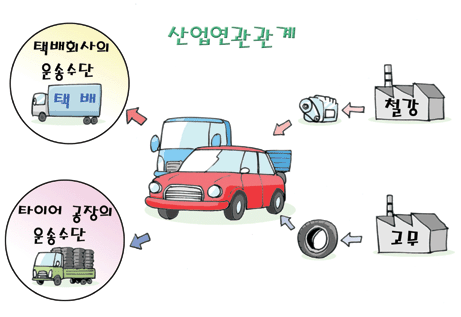 산업연관관계
택배회사의
운송수단
택 배
철강
타이어 공장의
운송수단
고무